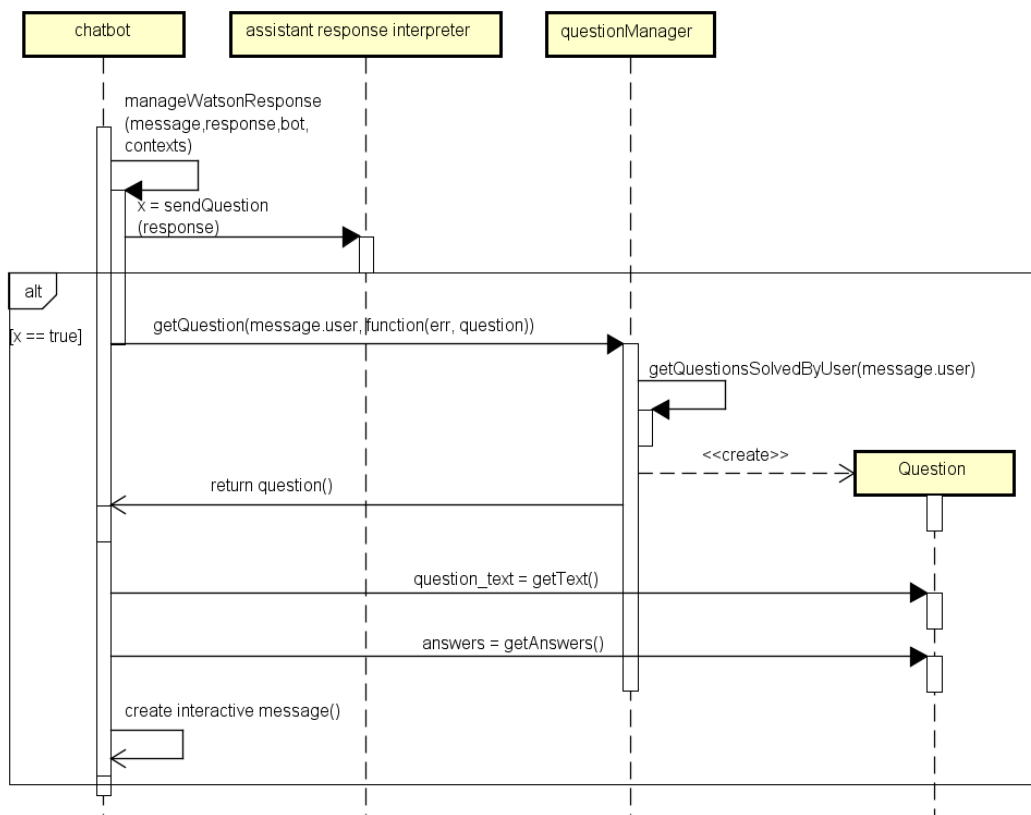 chatbot
assistant response interpreter
questionManager
manageWatsonResponse
(message,response,bot,
contexts)
x = sendQuestion
(response)
alt
[x == true]
getQuestion(message.user, function(err, question))
getQuestionsSolvedByUser(message.user)
<<create>>
Question
return question()
question_text = getText()
answers = getAnswers()
create interactive message()